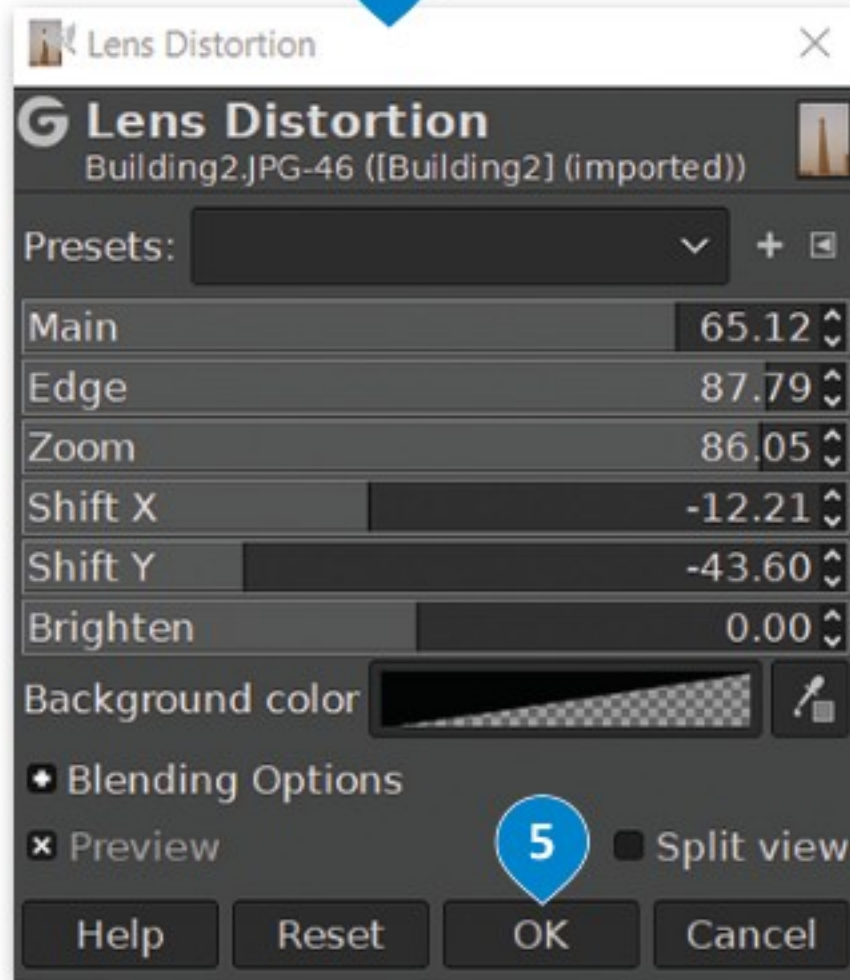 Lens Distortion
Lens Distortion
Building2.JPG-46 ([Building2] (imported))
Presets:
Main 65.12
Edge 87.79
Zoom 86.05
Shift X -12.21
Shift Y -43.60
Brighten 0.00
Background color
Blending Options
Preview 5 Split view
Help Reset OK Cancel